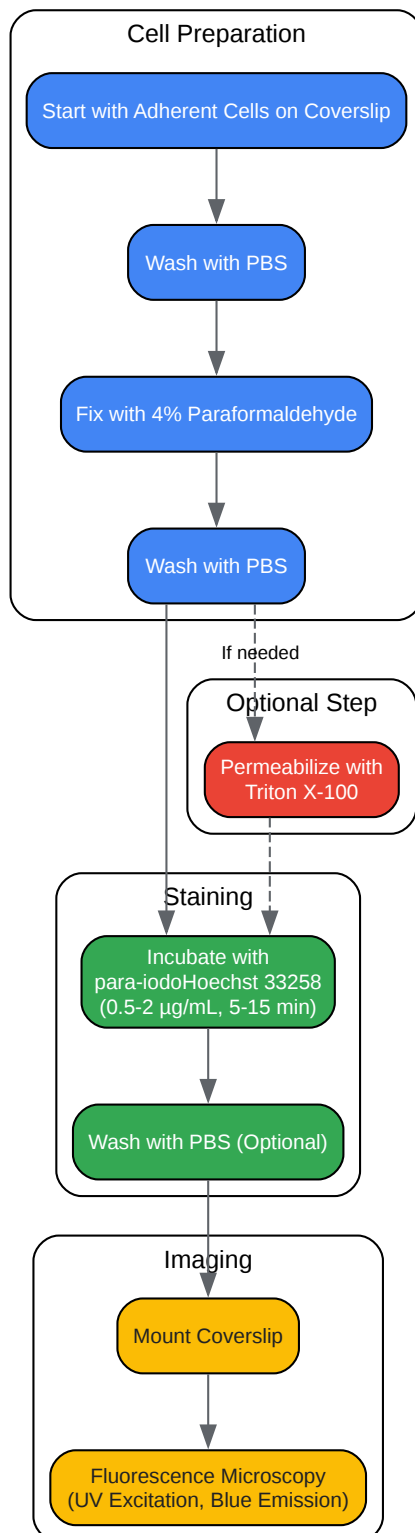 Cell Preparation
Start with Adherent Cells on Coverslip
Wash with PBS
Fix with 4% Paraformaldehyde
Wash with PBS
If needed
Optional Step
Permeabilize with
Triton X-100
Staining
Incubate with
para-iodoHoechst 33258
(0.5-2 µg/mL, 5-15 min)
Wash with PBS (Optional)
Imaging
Mount Coverslip
Fluorescence Microscopy
(UV Excitation, Blue Emission)